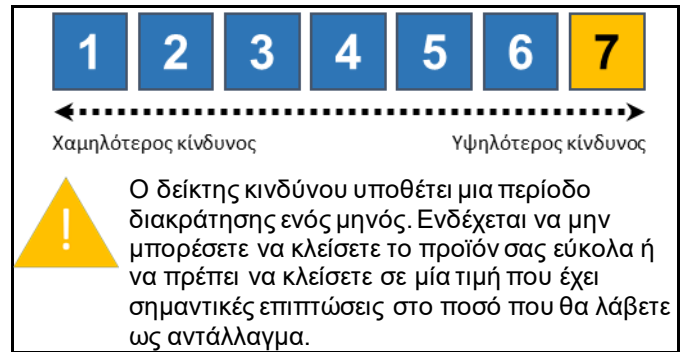 1 2 3 4 5 6 7
Χαμηλότερος κίνδυνος Υψηλότερος κίνδυνος
!
Ο δείκτης κινδύνου υποθέτει μια περίοδο
διακράτησης ενός μηνός. Ενδέχεται να μην
μπορέσετε να κλείσετε το προϊόν σας εύκολα ή
να πρέπει να κλείσετε σε μία τιμή που έχει
σημαντικές επιπτώσεις στο ποσό που θα λάβετε
ως αντάλλαγμα.